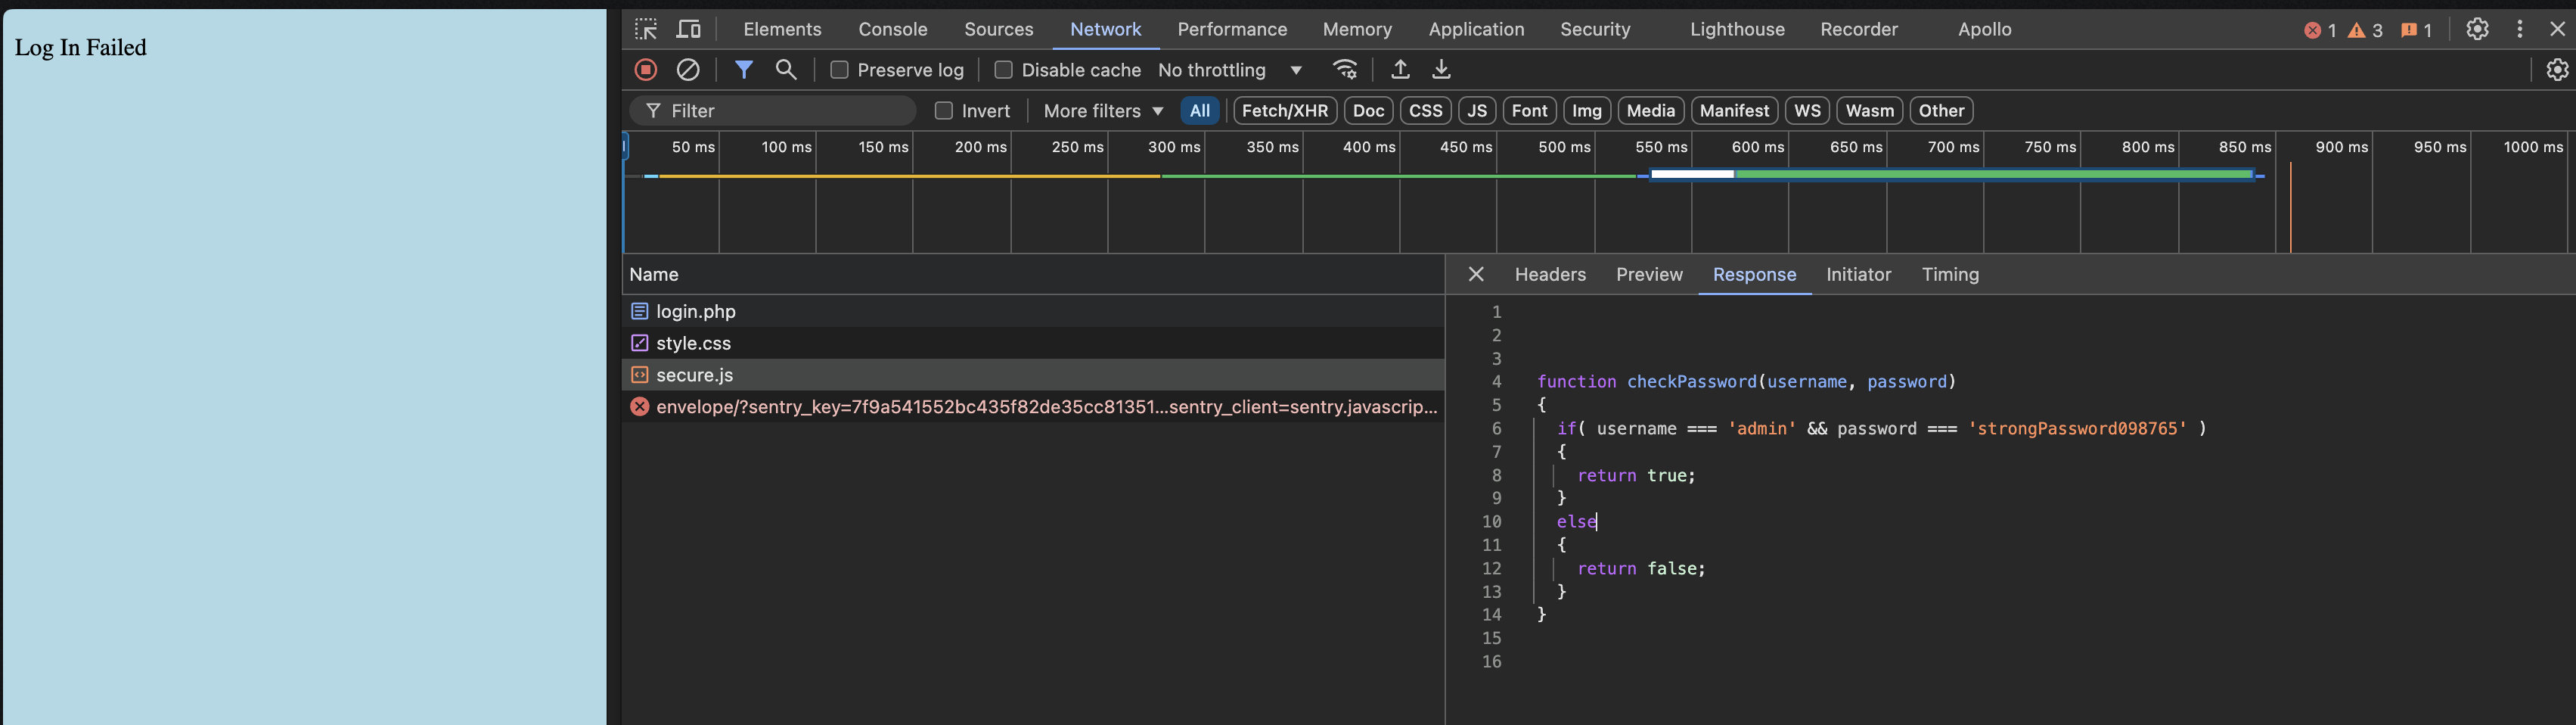 Log In Failed
Elements Console Sources Network Performance Memory Application Security Lighthouse Recorder Apollo 1 3 1
Preserve log Disable cache No throttling
Filter Invert More filters All Fetch/XHR Doc CSS JS Font Img Media Manifest WS Wasm Other
50 ms 100 ms 150 ms 200 ms 250 ms 300 ms 350 ms 400 ms 450 ms 500 ms 550 ms 600 ms 650 ms 700 ms 750 ms 800 ms 850 ms 900 ms 950 ms 1000 ms
Name
login.php
style.css
secure.js
envelope/?sentry_key=7f9a541552bc435f82de35cc81351...sentry_client=sentry.javascrip...
Headers Preview Response Initiator Timing
1
2
3
4 function checkPassword(username, password)
5 {
6 if( username === 'admin' && password === 'strongPassword098765' )
7 {
8 return true;
9 }
10 else
11 {
12 return false;
13 }
14 }
15
16